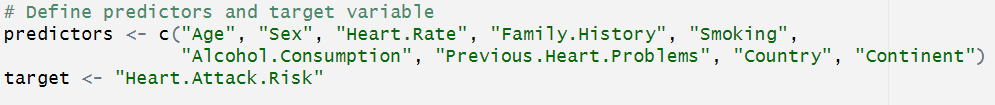 # Define predictors and target variable
predictors <- c("Age", "Sex", "Heart.Rate", "Family.History", "Smoking",
"Alcohol.Consumption", "Previous.Heart.Problems", "Country", "Continent")
target <- "Heart.Attack.Risk"